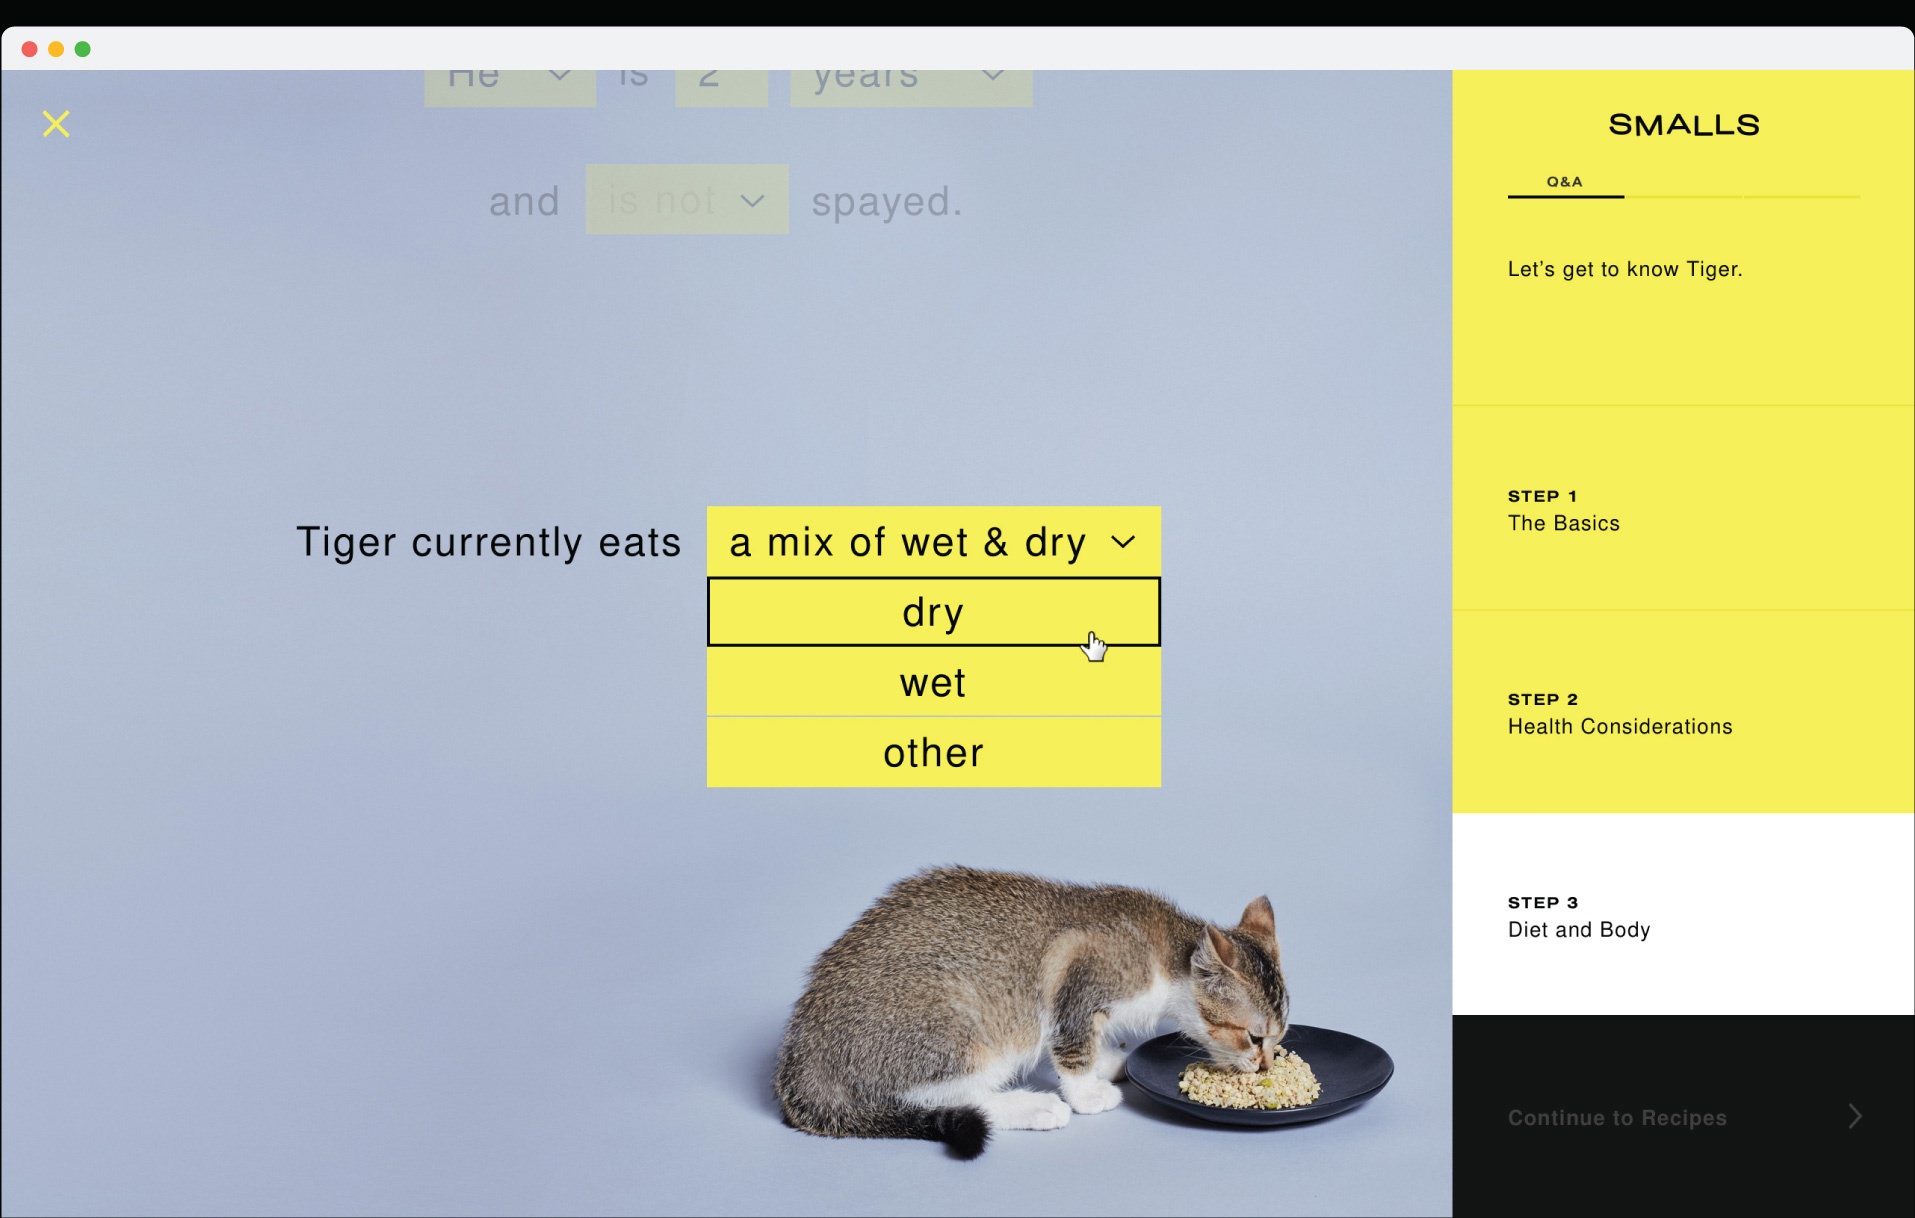 He is 2 years
and is not spayed.
Tiger currently eats a mix of wet & dry
dry
wet
other
SMALLS
Q&A
Let’s get to know Tiger.
STEP 1
The Basics
STEP 2
Health Considerations
STEP 3
Diet and Body
Continue to Recipes